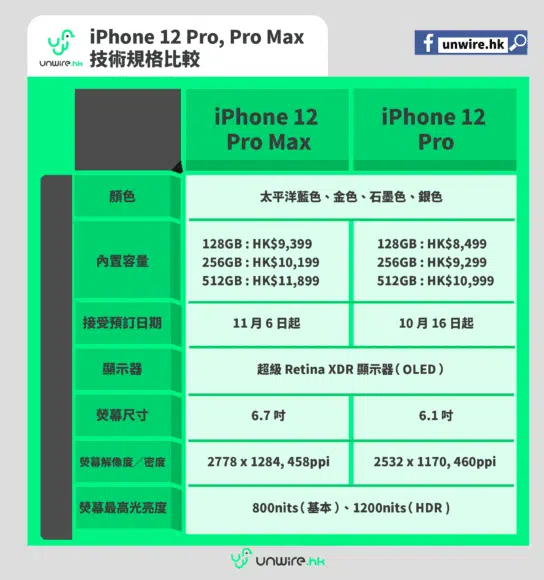 iPhone 12 Pro, Pro Max
技術規格比較
unwire.hk
f unwire.hk
iPhone 12
Pro Max
iPhone 12
Pro
顏色
太平洋藍色、金色、石墨色、銀色
內置容量
128GB : HK$9,399
256GB : HK$10,199
512GB : HK$11,899
128GB : HK$8,499
256GB : HK$9,299
512GB : HK$10,999
接受預訂日期
11 月 6 日起
10 月 16 日起
顯示器
超級 Retina XDR 顯示器( OLED )
熒幕尺寸
6.7 吋
6.1 吋
熒幕解像度／密度
2778 x 1284, 458ppi
2532 x 1170, 460ppi
熒幕最高光亮度
800nits( 基本 )、1200nits( HDR )
unwire.hk